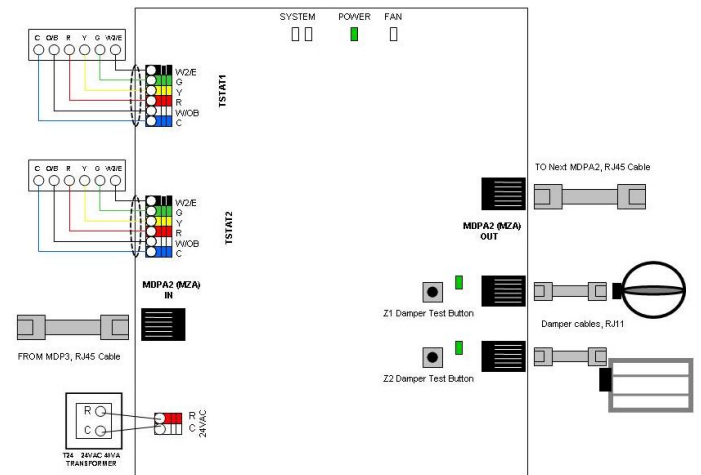 SYSTEM POWER FAN
C O/B R Y G W2/E
W2/E
G
Y
R
W/OB
C
TSTAT1
C O/B R Y G W2/E
W2/E
G
Y
R
W/OB
C
TSTAT2
TO Next MDPA2, RJ45 Cable
MDPA2 (MZA)
OUT
MDPA2 (MZA)
IN
FROM MDP3, RJ45 Cable
Z1 Damper Test Button
Damper cables, RJ11
Z2 Damper Test Button
R
C
T24 24VAC 40VA
TRANSFORMER
R
C
24VAC